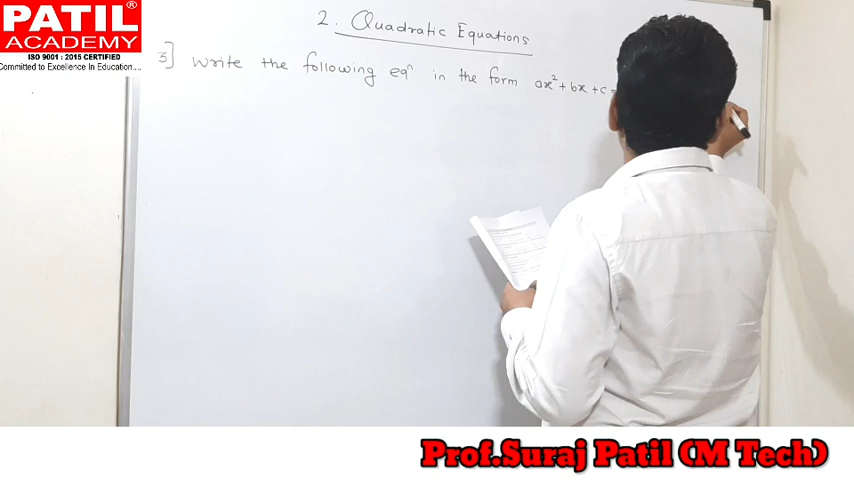 PATIL
ACADEMY
®
ISO 9001 : 2015 CERTIFIED
Committed to Excellence In Education....
2. Quadratic Equations
3] Write the following eqⁿ in the form ax² + bx + c =
Prof.Suraj Patil (M Tech)